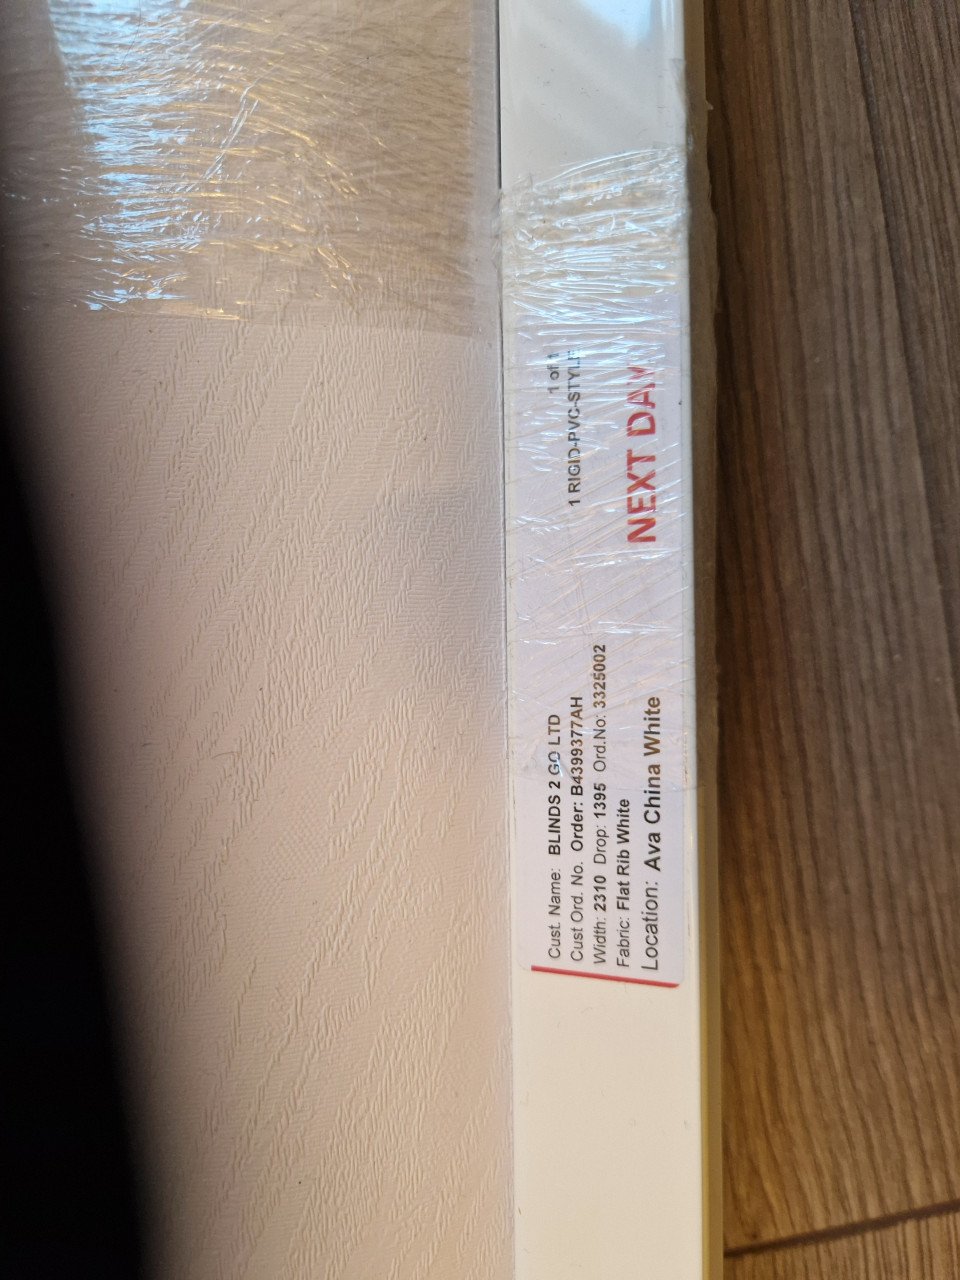 Cust. Name: BLINDS 2 GO LTD 1 of 1
Cust Ord. No. Order: B4399377AH 1 RIGID-PVC-STYLE
Width: 2310 Drop: 1395 Ord.No: 3325002
Fabric: Flat Rib White NEXT DAY
Location: Ava China White